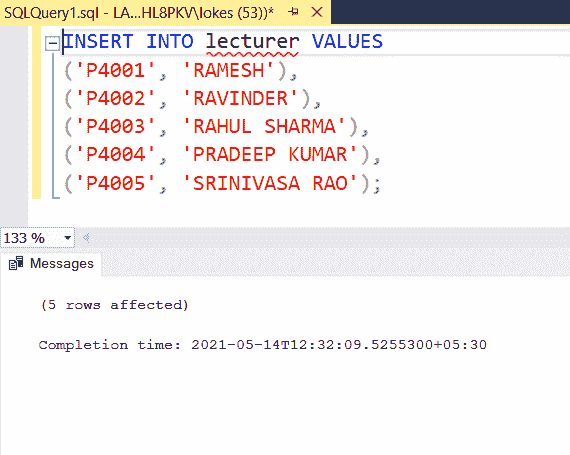 SQLQuery1.sql - LA...HL8PKV\lokes (53))*
INSERT INTO lecturer VALUES
('P4001', 'RAMESH'),
('P4002', 'RAVINDER'),
('P4003', 'RAHUL SHARMA'),
('P4004', 'PRADEEP KUMAR'),
('P4005', 'SRINIVASA RAO');
133 %
Messages
(5 rows affected)
Completion time: 2021-05-14T12:32:09.5255300+05:30